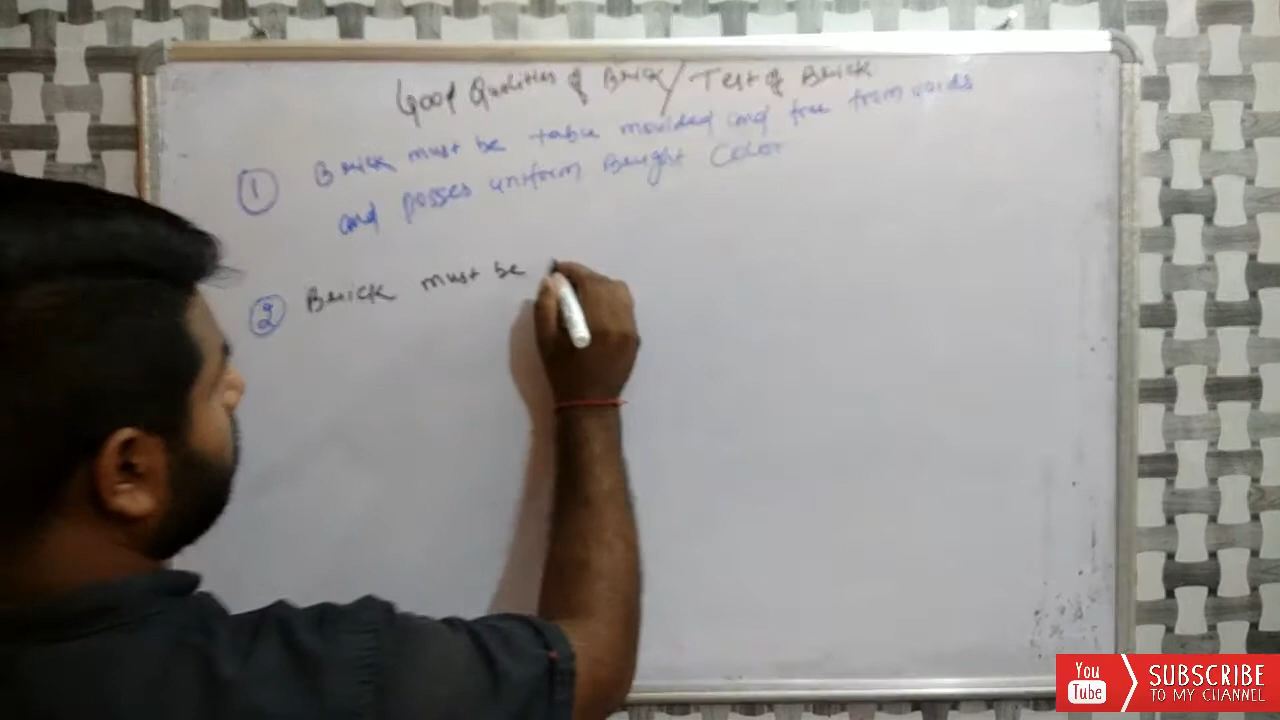 Good Qualities of Brick / Test of Brick
① Brick must be table moulded and free from voids
and posses uniform Beught Color
② Brick must be
You Tube SUBSCRIBE
TO MY CHANNEL